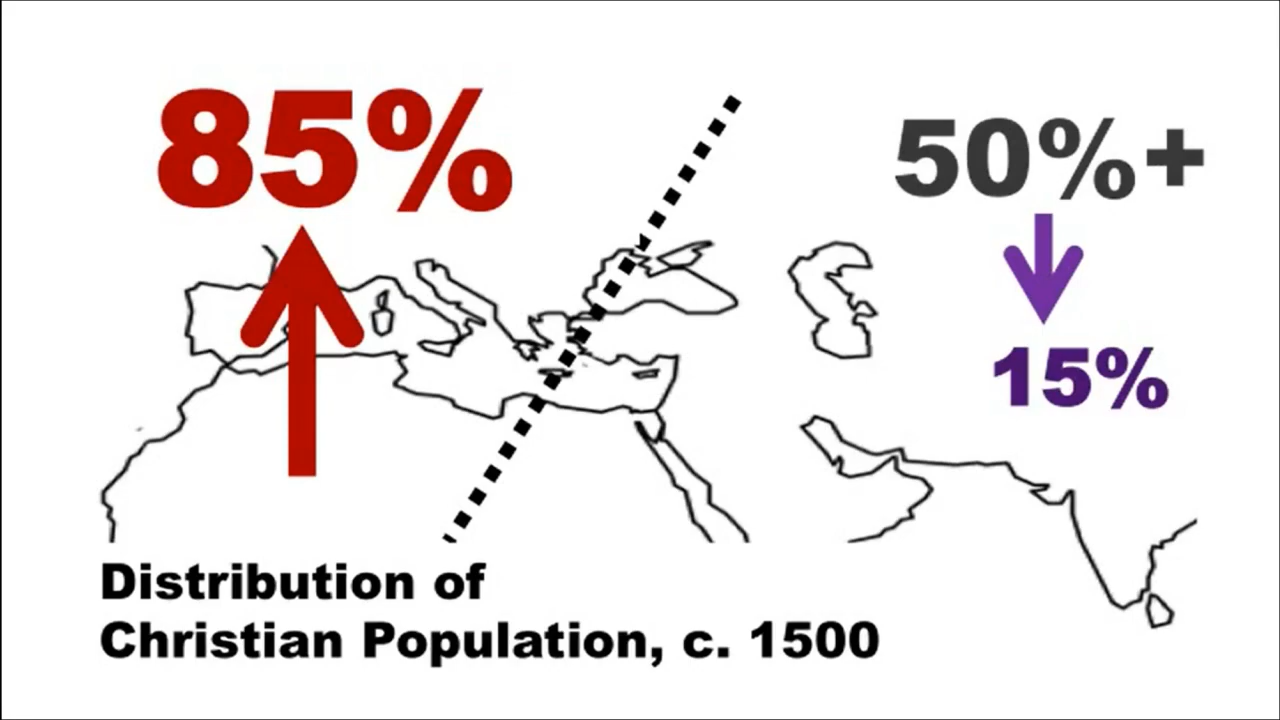 85%
50%+
15%
Distribution of
Christian Population, c. 1500